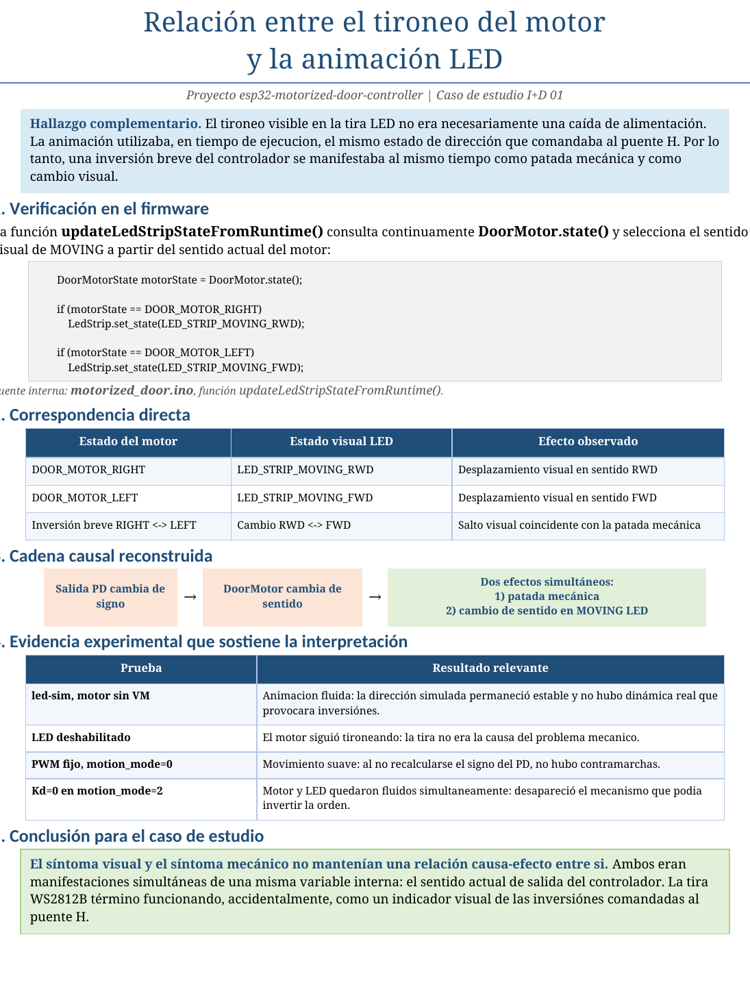 Relación entre el tironeo del motor
y la animación LED
Proyecto esp32-motorized-door-controller | Caso de estudio I+D 01
Hallazgo complementario. El tironeo visible en la tira LED no era necesariamente una caída de alimentación.
La animación utilizaba, en tiempo de ejecucion, el mismo estado de dirección que comandaba al puente H. Por lo
tanto, una inversión breve del controlador se manifestaba al mismo tiempo como patada mecánica y como
cambio visual.
. Verificación en el firmware
a función updateLedStripStateFromRuntime() consulta continuamente DoorMotor.state() y selecciona el sentido
isual de MOVING a partir del sentido actual del motor:
DoorMotorState motorState = DoorMotor.state();
if (motorState == DOOR_MOTOR_RIGHT)
LedStrip.set_state(LED_STRIP_MOVING_RWD);
if (motorState == DOOR_MOTOR_LEFT)
LedStrip.set_state(LED_STRIP_MOVING_FWD);
uente interna: motorized_door.ino, función updateLedStripStateFromRuntime().
. Correspondencia directa
Estado del motor Estado visual LED Efecto observado
DOOR_MOTOR_RIGHT LED_STRIP_MOVING_RWD Desplazamiento visual en sentido RWD
DOOR_MOTOR_LEFT LED_STRIP_MOVING_FWD Desplazamiento visual en sentido FWD
Inversión breve RIGHT <-> LEFT Cambio RWD <-> FWD Salto visual coincidente con la patada mecánica
. Cadena causal reconstruida
Salida PD cambia de
signo
→
DoorMotor cambia de
sentido
→
Dos efectos simultáneos:
1) patada mecánica
2) cambio de sentido en MOVING LED
. Evidencia experimental que sostiene la interpretación
Prueba Resultado relevante
led-sim, motor sin VM Animacion fluida: la dirección simulada permaneció estable y no hubo dinámica real que
provocara inversiónes.
LED deshabilitado El motor siguió tironeando: la tira no era la causa del problema mecanico.
PWM fijo, motion_mode=0 Movimiento suave: al no recalcularse el signo del PD, no hubo contramarchas.
Kd=0 en motion_mode=2 Motor y LED quedaron fluidos simultaneamente: desapareció el mecanismo que podia
invertir la orden.
. Conclusión para el caso de estudio
El síntoma visual y el síntoma mecánico no mantenían una relación causa-efecto entre si. Ambos eran
manifestaciones simultáneas de una misma variable interna: el sentido actual de salida del controlador. La tira
WS2812B término funcionando, accidentalmente, como un indicador visual de las inversiónes comandadas al
puente H.